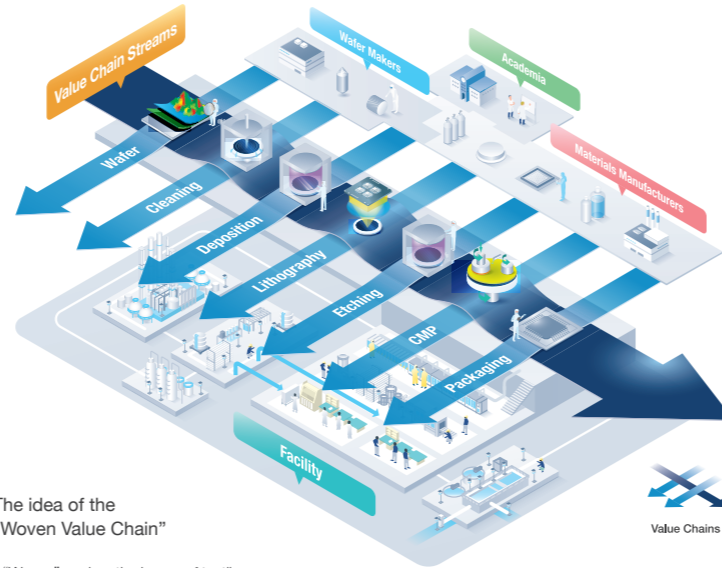 Value Chain Streams
Wafer Makers
Academia
Materials Manufacturers
Wafer
Cleaning
Deposition
Lithography
Etching
CMP
Packaging
Facility
The idea of the
"Woven Value Chain"
Value Chains